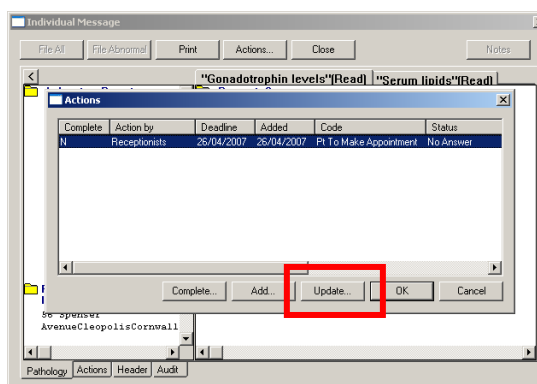 Individual Message
File All File Abnormal Print Actions... Close Notes
< "Gonadotrophin levels"(Read) "Serum lipids"(Read)
Actions
Complete Action by Deadline Added Code Status
N Receptionists 26/04/2007 26/04/2007 Pt To Make Appointment No Answer
Complete... Add... Update... OK Cancel
AvenueCleopolisCornwall
Pathology Actions Header Audit